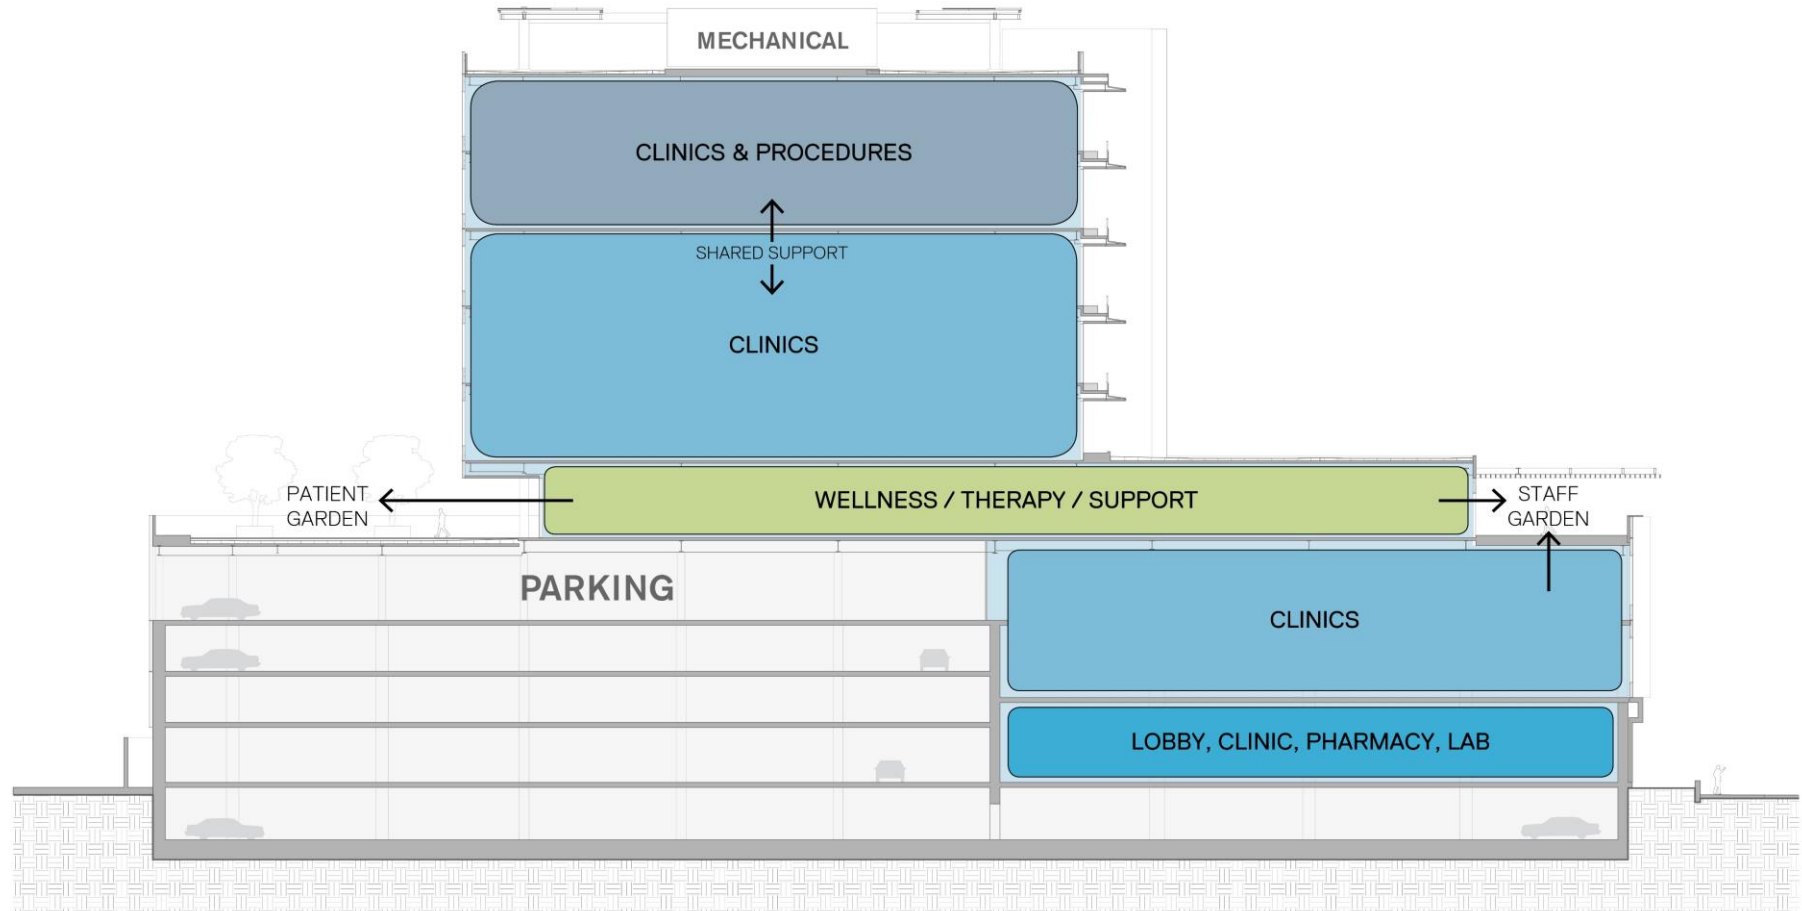 MECHANICAL
CLINICS & PROCEDURES
SHARED SUPPORT
CLINICS
PATIENT
GARDEN
WELLNESS / THERAPY / SUPPORT
STAFF
GARDEN
PARKING
CLINICS
LOBBY, CLINIC, PHARMACY, LAB